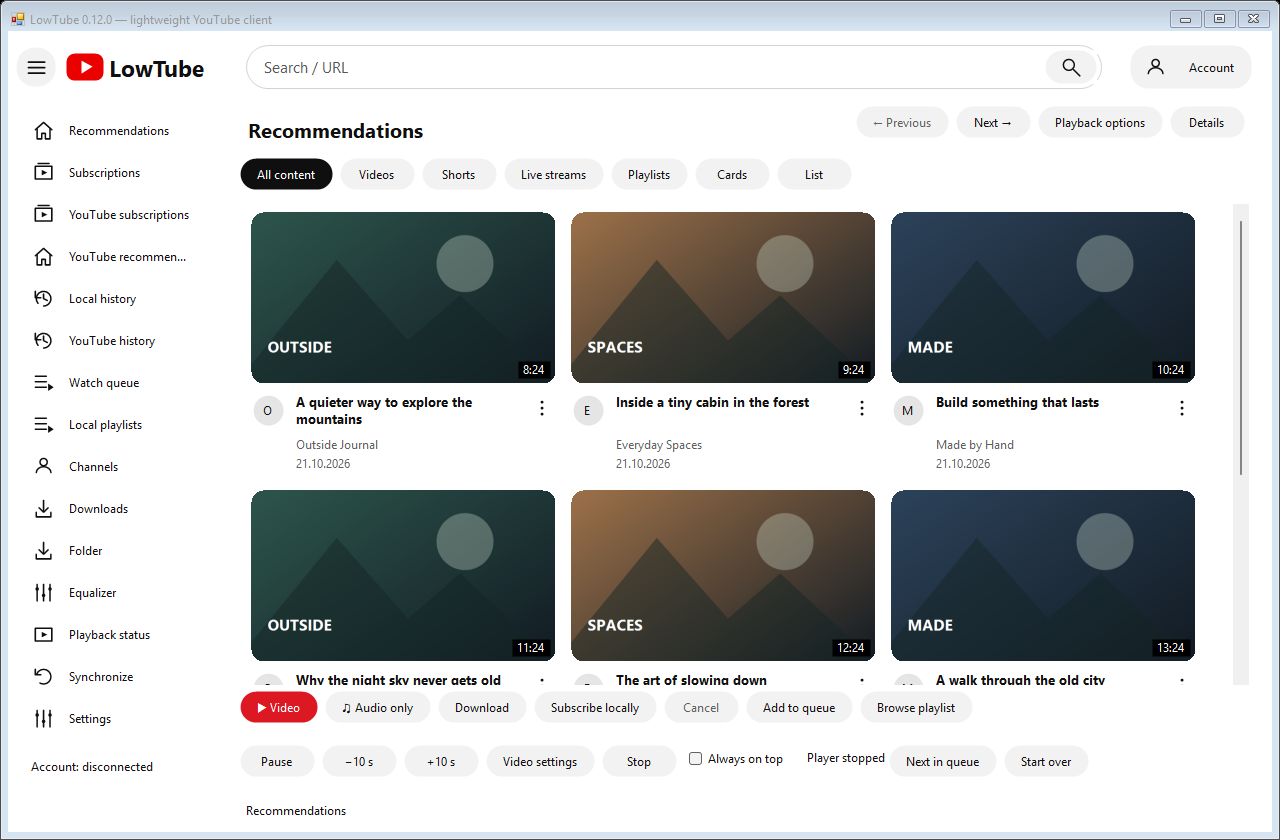 LowTube 0.12.0 — lightweight YouTube client
LowTube
Search / URL
Account
Recommendations
Subscriptions
YouTube subscriptions
YouTube recommen...
Local history
YouTube history
Watch queue
Local playlists
Channels
Downloads
Folder
Equalizer
Playback status
Synchronize
Settings
Account: disconnected
Recommendations
← Previous
Next →
Playback options
Details
All content
Videos
Shorts
Live streams
Playlists
Cards
List
OUTSIDE
8:24
O
A quieter way to explore the
mountains
Outside Journal
21.10.2026
SPACES
9:24
E
Inside a tiny cabin in the forest
Everyday Spaces
21.10.2026
MADE
10:24
M
Build something that lasts
Made by Hand
21.10.2026
OUTSIDE
11:24
Why the night sky never gets old
SPACES
12:24
The art of slowing down
MADE
13:24
A walk through the old city
▶ Video
♫ Audio only
Download
Subscribe locally
Cancel
Add to queue
Browse playlist
Pause
−10 s
+10 s
Video settings
Stop
Always on top
Player stopped
Next in queue
Start over
Recommendations